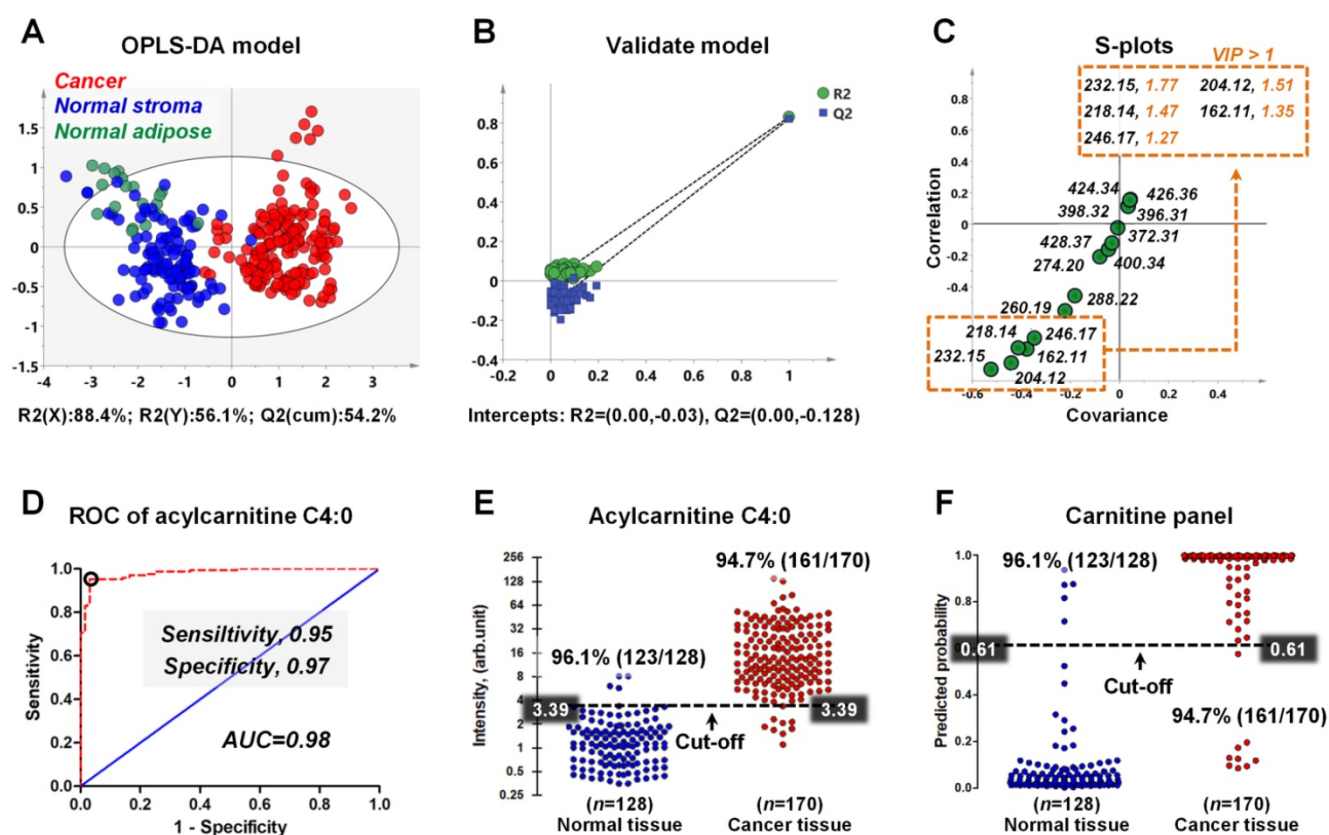 A
OPLS-DA model
Cancer
Normal stroma
Normal adipose
1.5
1
0.5
0
-0.5
-1
-1.5
-4 -3 -2 -1 0 1 2 3
R2(X):88.4%; R2(Y):56.1%; Q2(cum):54.2%
B
Validate model
R2
Q2
0.8
0.6
0.4
0.2
0
-0.2
-0.4
-0.2 0 0.2 0.4 0.6 0.8 1
Intercepts: R2=(0.00,-0.03), Q2=(0.00,-0.128)
C
S-plots
VIP > 1
232.15, 1.77 204.12, 1.51
218.14, 1.47 162.11, 1.35
246.17, 1.27
Correlation
0.8
0.6
0.4
0.2
0
-0.2
-0.4
-0.6
-0.8
424.34 426.36
398.32 396.31
372.31
428.37
274.20 400.34
288.22
260.19
218.14 246.17
232.15 162.11
204.12
-0.6 -0.4 -0.2 0 0.2 0.4
Covariance
D
ROC of acylcarnitine C4:0
Sensitivity
1.0
0.8
0.6
0.4
0.2
0.0
Sensiltivity, 0.95
Specificity, 0.97
AUC=0.98
0.0 0.2 0.4 0.6 0.8 1.0
1 - Specificity
E
Acylcarnitine C4:0
Intensity, (arb.unit)
256
128
64
32
16
8
4
2
1
0.5
0.25
94.7% (161/170)
96.1% (123/128)
3.39
3.39
Cut-off
(n=128) (n=170)
Normal tissue Cancer tissue
F
Carnitine panel
Predicted probability
1.0
0.8
0.6
0.4
0.2
0.0
96.1% (123/128)
0.61
0.61
Cut-off
94.7% (161/170)
(n=128) (n=170)
Normal tissue Cancer tissue